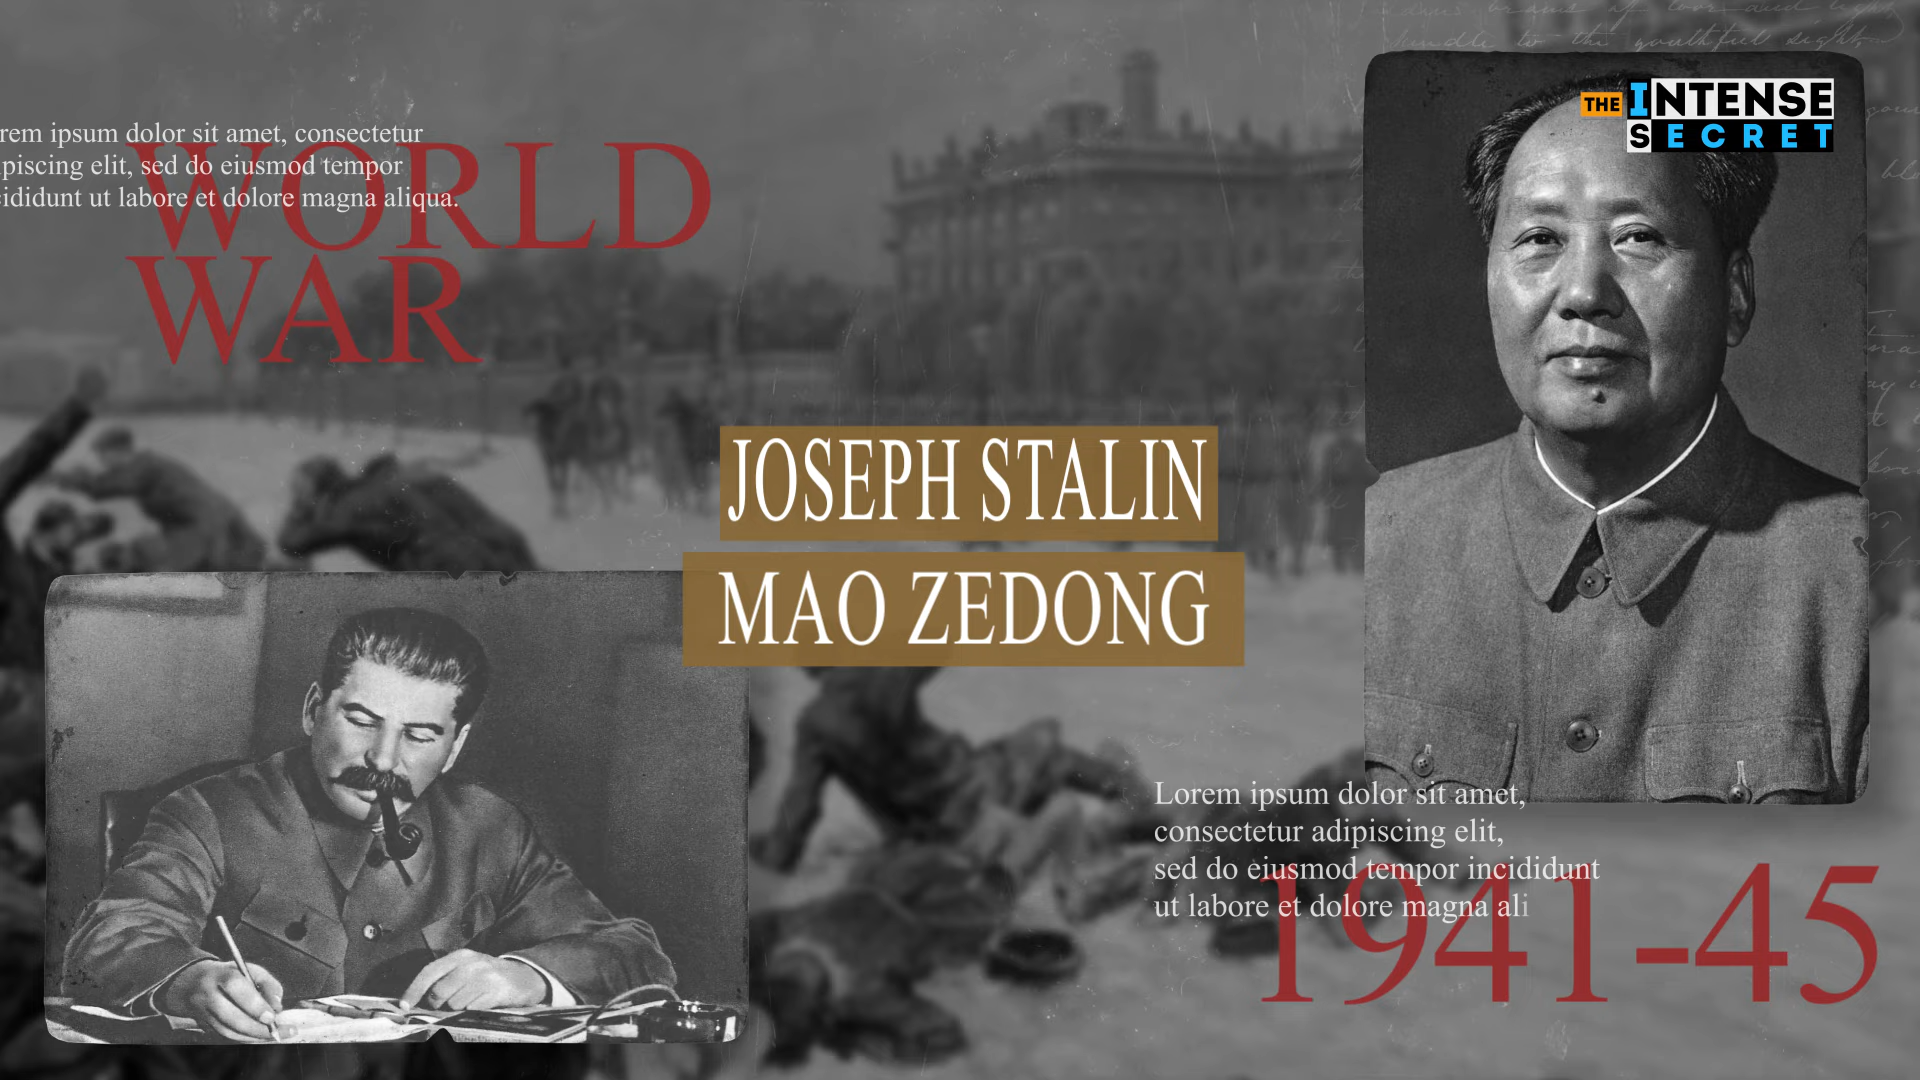 THE INTENSE
SECRET
rem ipsum dolor sit amet, consectetur
piscing elit, sed do eiusmod tempor
cididunt ut labore et dolore magna aliqua.
WORLD
WAR
JOSEPH STALIN
MAO ZEDONG
Lorem ipsum dolor sit amet,
consectetur adipiscing elit,
sed do eiusmod tempor incididunt
ut labore et dolore magna ali
1941-45